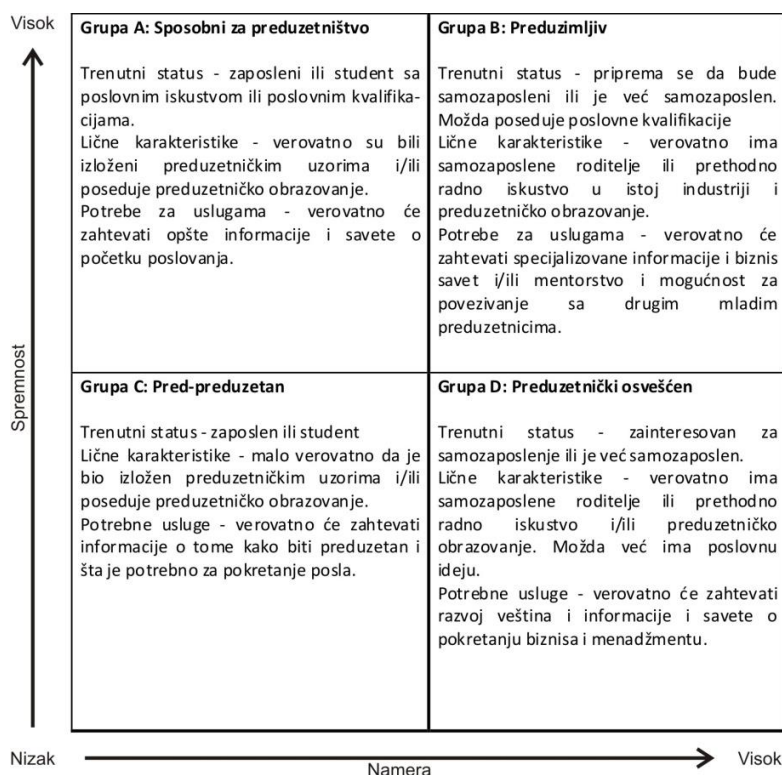 Visok
Spremnost
Grupa A: Sposobni za preduzetništvo
Trenutni status - zaposleni ili student sa
poslovnim iskustvom ili poslovnim kvalifika-
cijama.
Lične karakteristike - verovatno su bili
izloženi preduzetničkim uzorima i/ili
poseduje preduzetničko obrazovanje.
Potrebe za uslugama - verovatno će
zahtevati opšte informacije i savete o
početku poslovanja.
Grupa B: Preduzimljiv
Trenutni status - priprema se da bude
samozaposleni ili je već samozaposlen.
Možda poseduje poslovne kvalifikacije
Lične karakteristike - verovatno ima
samozaposlene roditelje ili prethodno
radno iskustvo u istoj industriji i
preduzetničko obrazovanje.
Potrebe za uslugama - verovatno će
zahtevati specijalizovane informacije i biznis
savet i/ili mentorstvo i mogućnost za
povezivanje sa drugim mladim
preduzetnicima.
Grupa C: Pred-preduzetan
Trenutni status - zaposlen ili student
Lične karakteristike - malo verovatno da je
bio izložen preduzetničkim uzorima i/ili
poseduje preduzetničko obrazovanje.
Potrebne usluge - verovatno će zahtevati
informacije o tome kako biti preduzetan i
šta je potrebno za pokretanje posla.
Grupa D: Preduzetnički osvešćen
Trenutni status - zainteresovan za
samozaposlenje ili je već samozaposlen.
Lične karakteristike - verovatno ima
samozaposlene roditelje ili prethodno
radno iskustvo i/ili preduzetničko
obrazovanje. Možda već ima poslovnu
ideju.
Potrebne usluge - verovatno će zahtevati
razvoj veština i informacije i savete o
pokretanju biznisa i menadžmentu.
Nizak
Namera
Visok